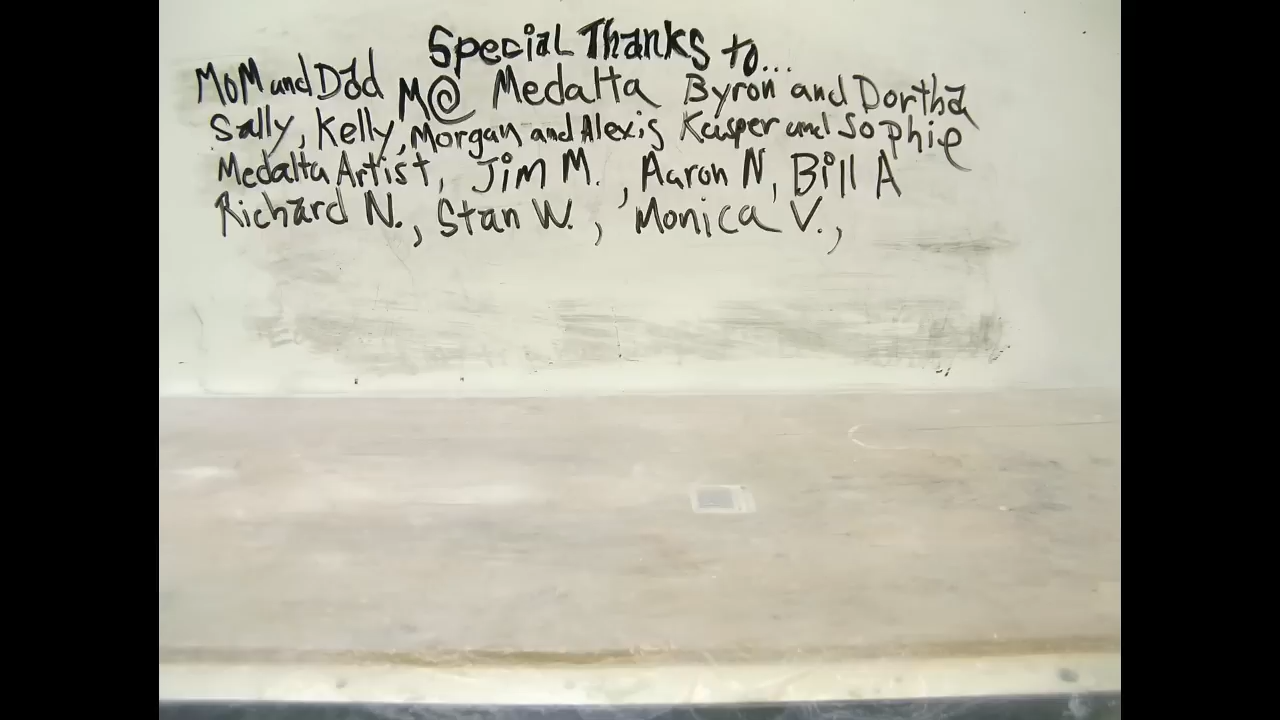 Special Thanks to...
MoM and Dad M@ Medalta Byron and Dortha
Sally, Kelly, Morgan and Alexis Kasper and Sophie
Medalta Artist, Jim M., Aaron N, Bill A
Richard N., Stan W., Monica V.,